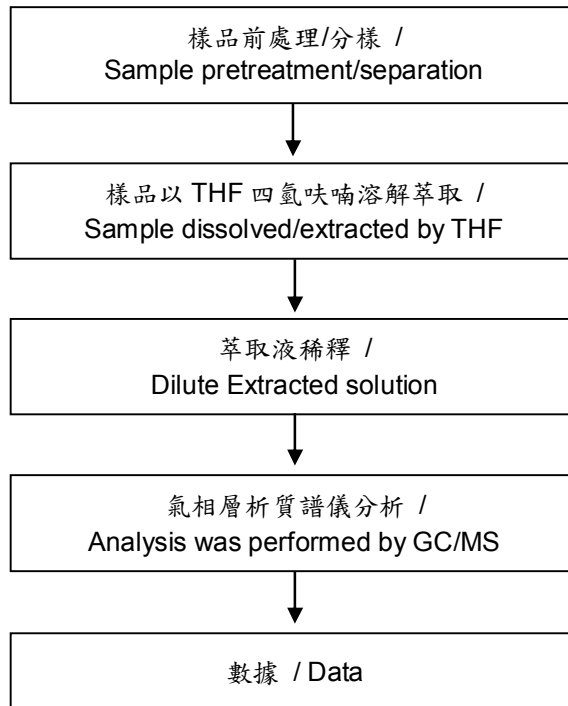 樣品前處理/分樣 /
Sample pretreatment/separation
樣品以 THF 四氫呋喃溶解萃取 /
Sample dissolved/extracted by THF
萃取液稀釋 /
Dilute Extracted solution
氣相層析質譜儀分析 /
Analysis was performed by GC/MS
數據 / Data